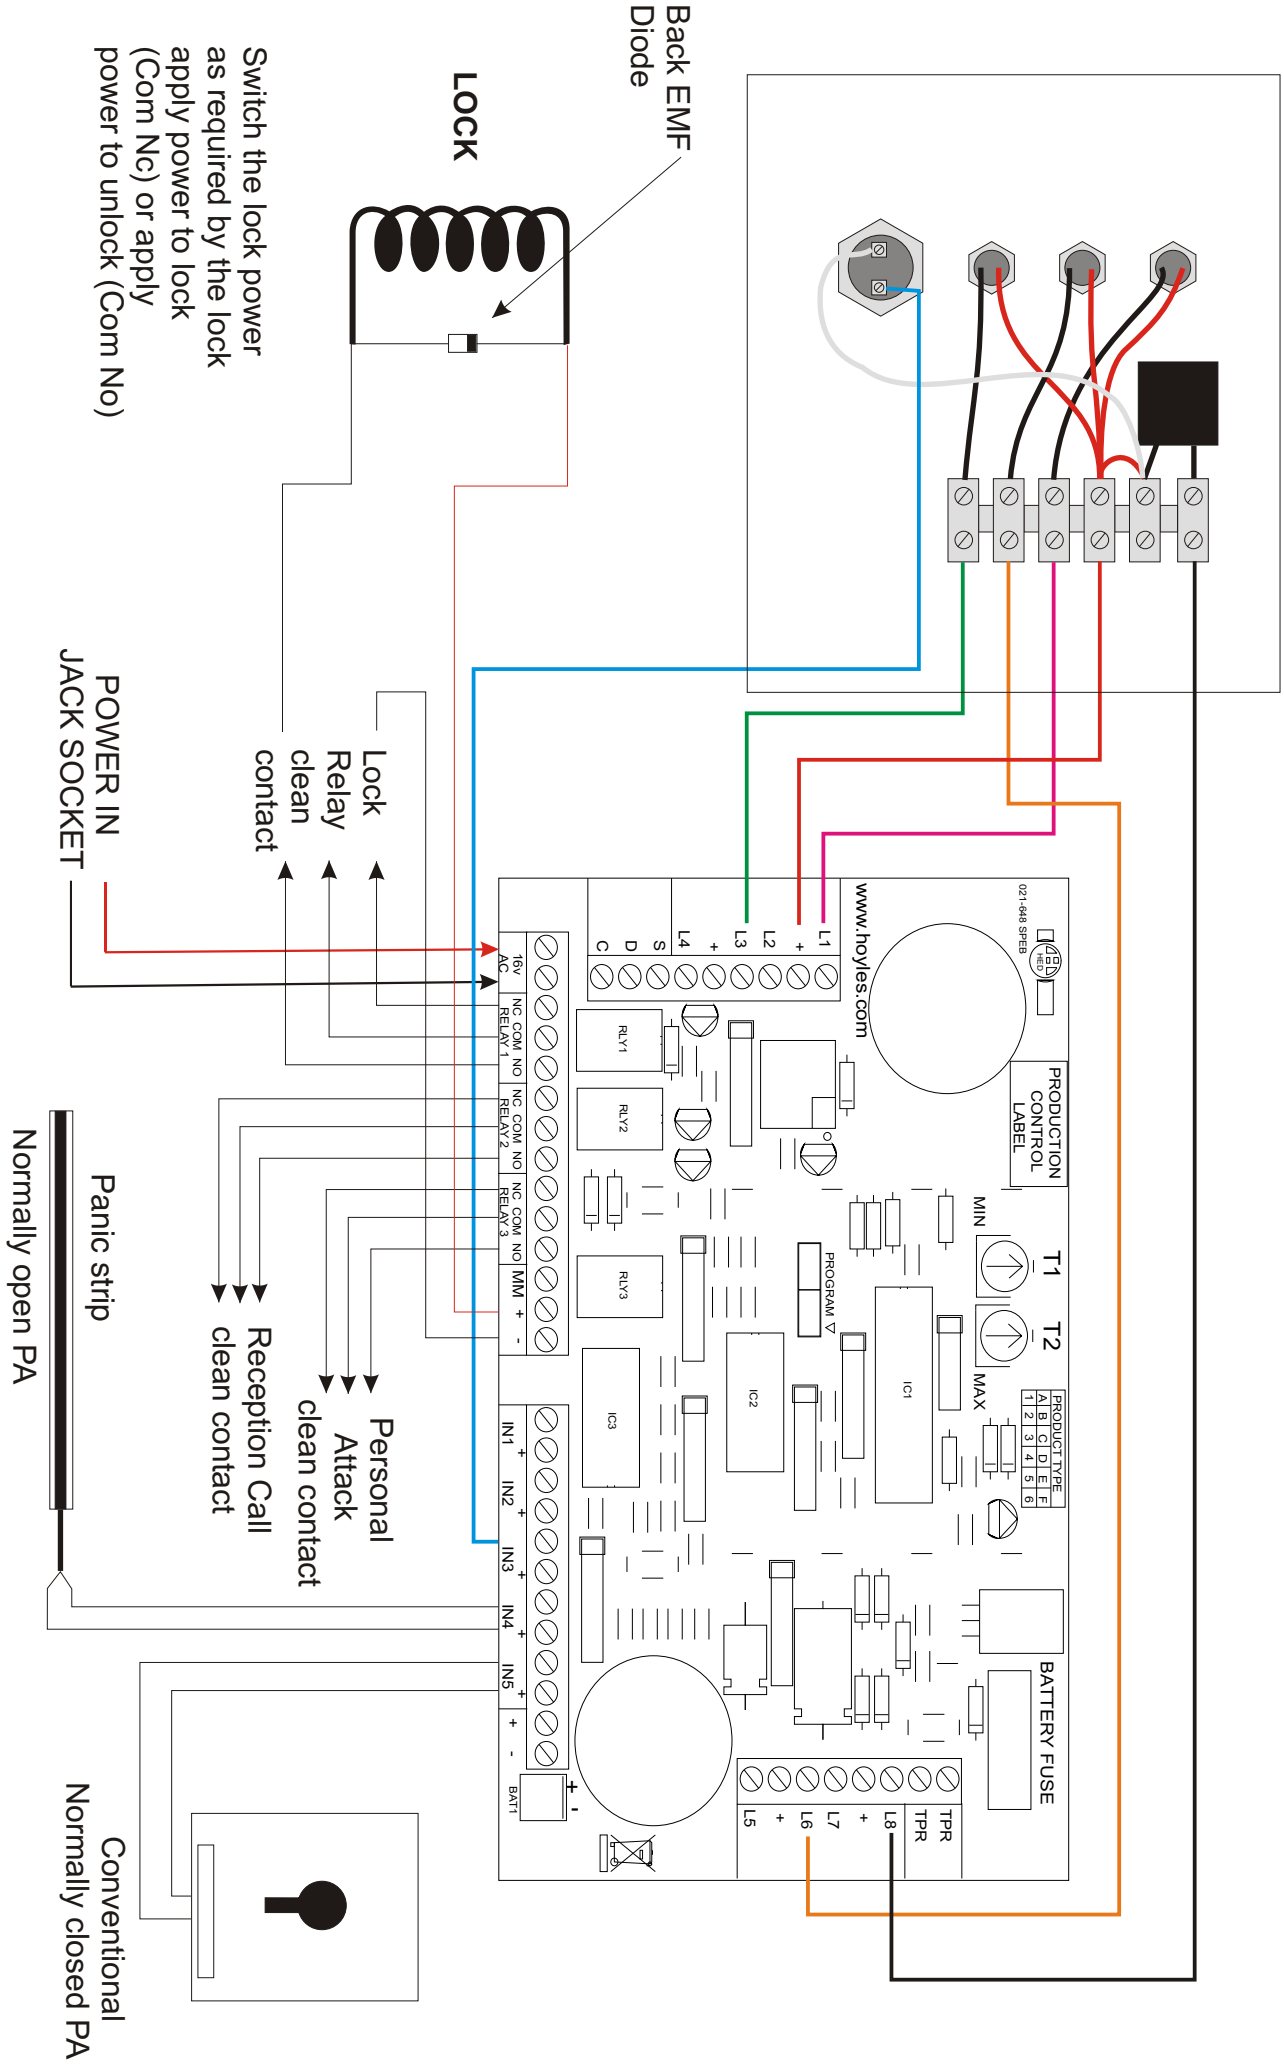 Back EMF
Diode
LOCK
Switch the lock power
as required by the lock
apply power to lock
(Com Nc) or apply
power to unlock (Com No)
Lock
Relay
clean
contact
POWER IN
JACK SOCKET
021-648 SPEB
HED
www.hoyles.com
PRODUCTION
CONTROL
LABEL
L1
+
L2
L3
+
L4
S
D
C
16v
AC
NC COM NO
RELAY 1
NC COM NO
RELAY 2
NC COM NO
RELAY 3
MM
+
-
RLY1
RLY2
RLY3
MIN
T1
T2
MAX
PROGRAM
PRODUCT TYPE
A B C D E F
1 2 3 4 5 6
IC1
IC2
IC3
IN1
+
IN2
+
IN3
+
IN4
+
IN5
+
+
-
BATTERY FUSE
BAT1
+ -
TPR
TPR
L8
+
L7
L6
+
L5
Personal
Attack
clean contact
Reception Call
clean contact
Panic strip
Normally open PA
Conventional
Normally closed PA